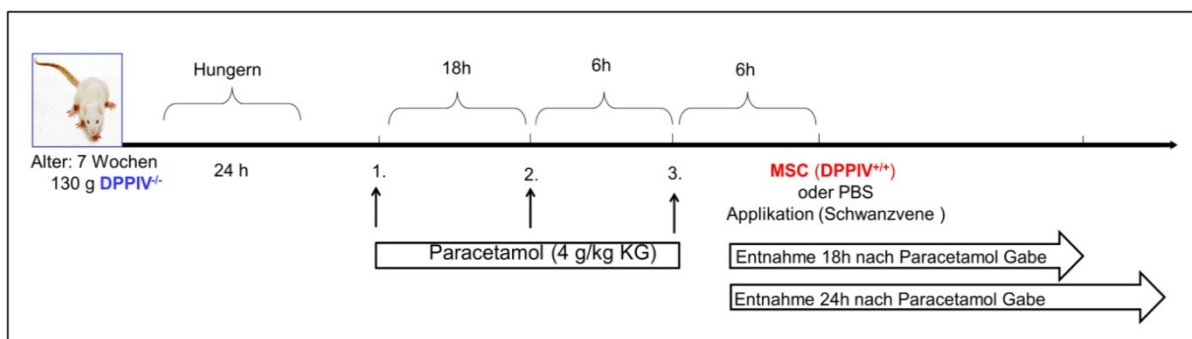 Hungern
18h
6h
6h
Alter: 7 Wochen
130 g DPPIV-/-
24 h
1.
2.
3.
MSC (DPPIV+/+)
oder PBS
Applikation (Schwanzvene )
Paracetamol (4 g/kg KG)
Entnahme 18h nach Paracetamol Gabe
Entnahme 24h nach Paracetamol Gabe